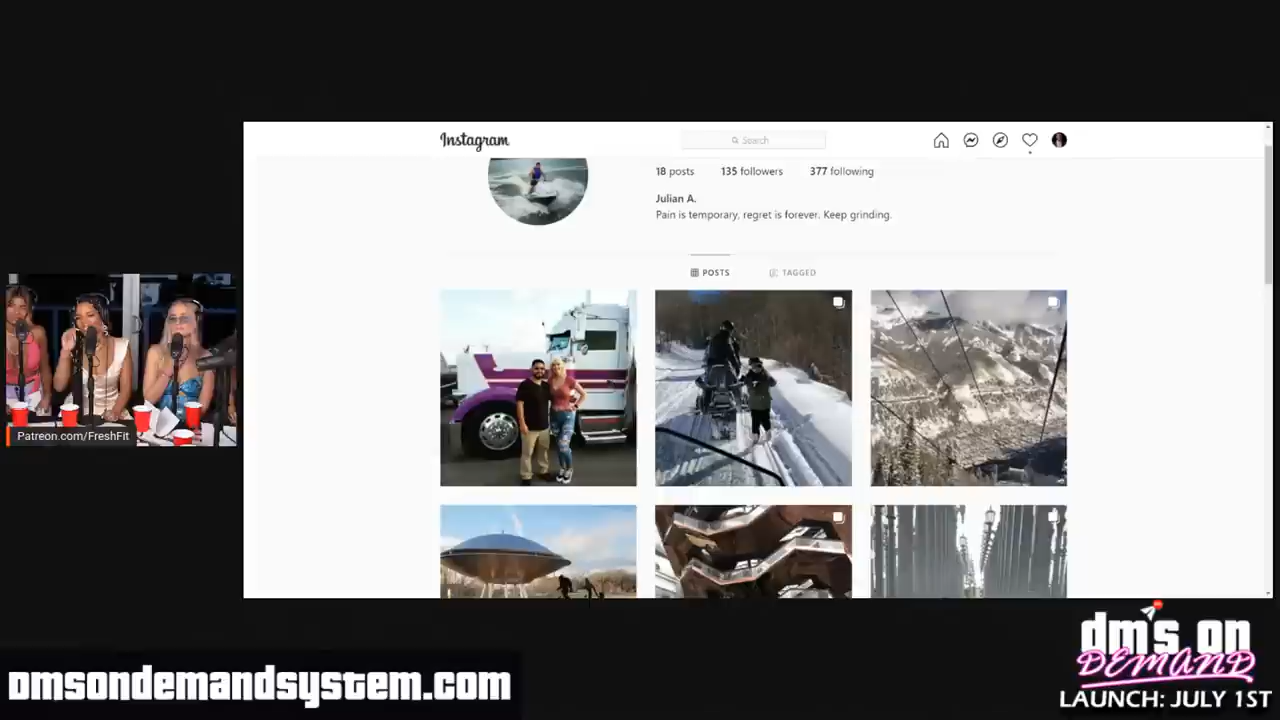 Instagram
Search
18 posts 135 followers 377 following
Julian A.
Pain is temporary, regret is forever. Keep grinding.
POSTS TAGGED
Patreon.com/FreshFit
dmsondemandsystem.com
dm's on
DEMAND
LAUNCH: JULY 1ST